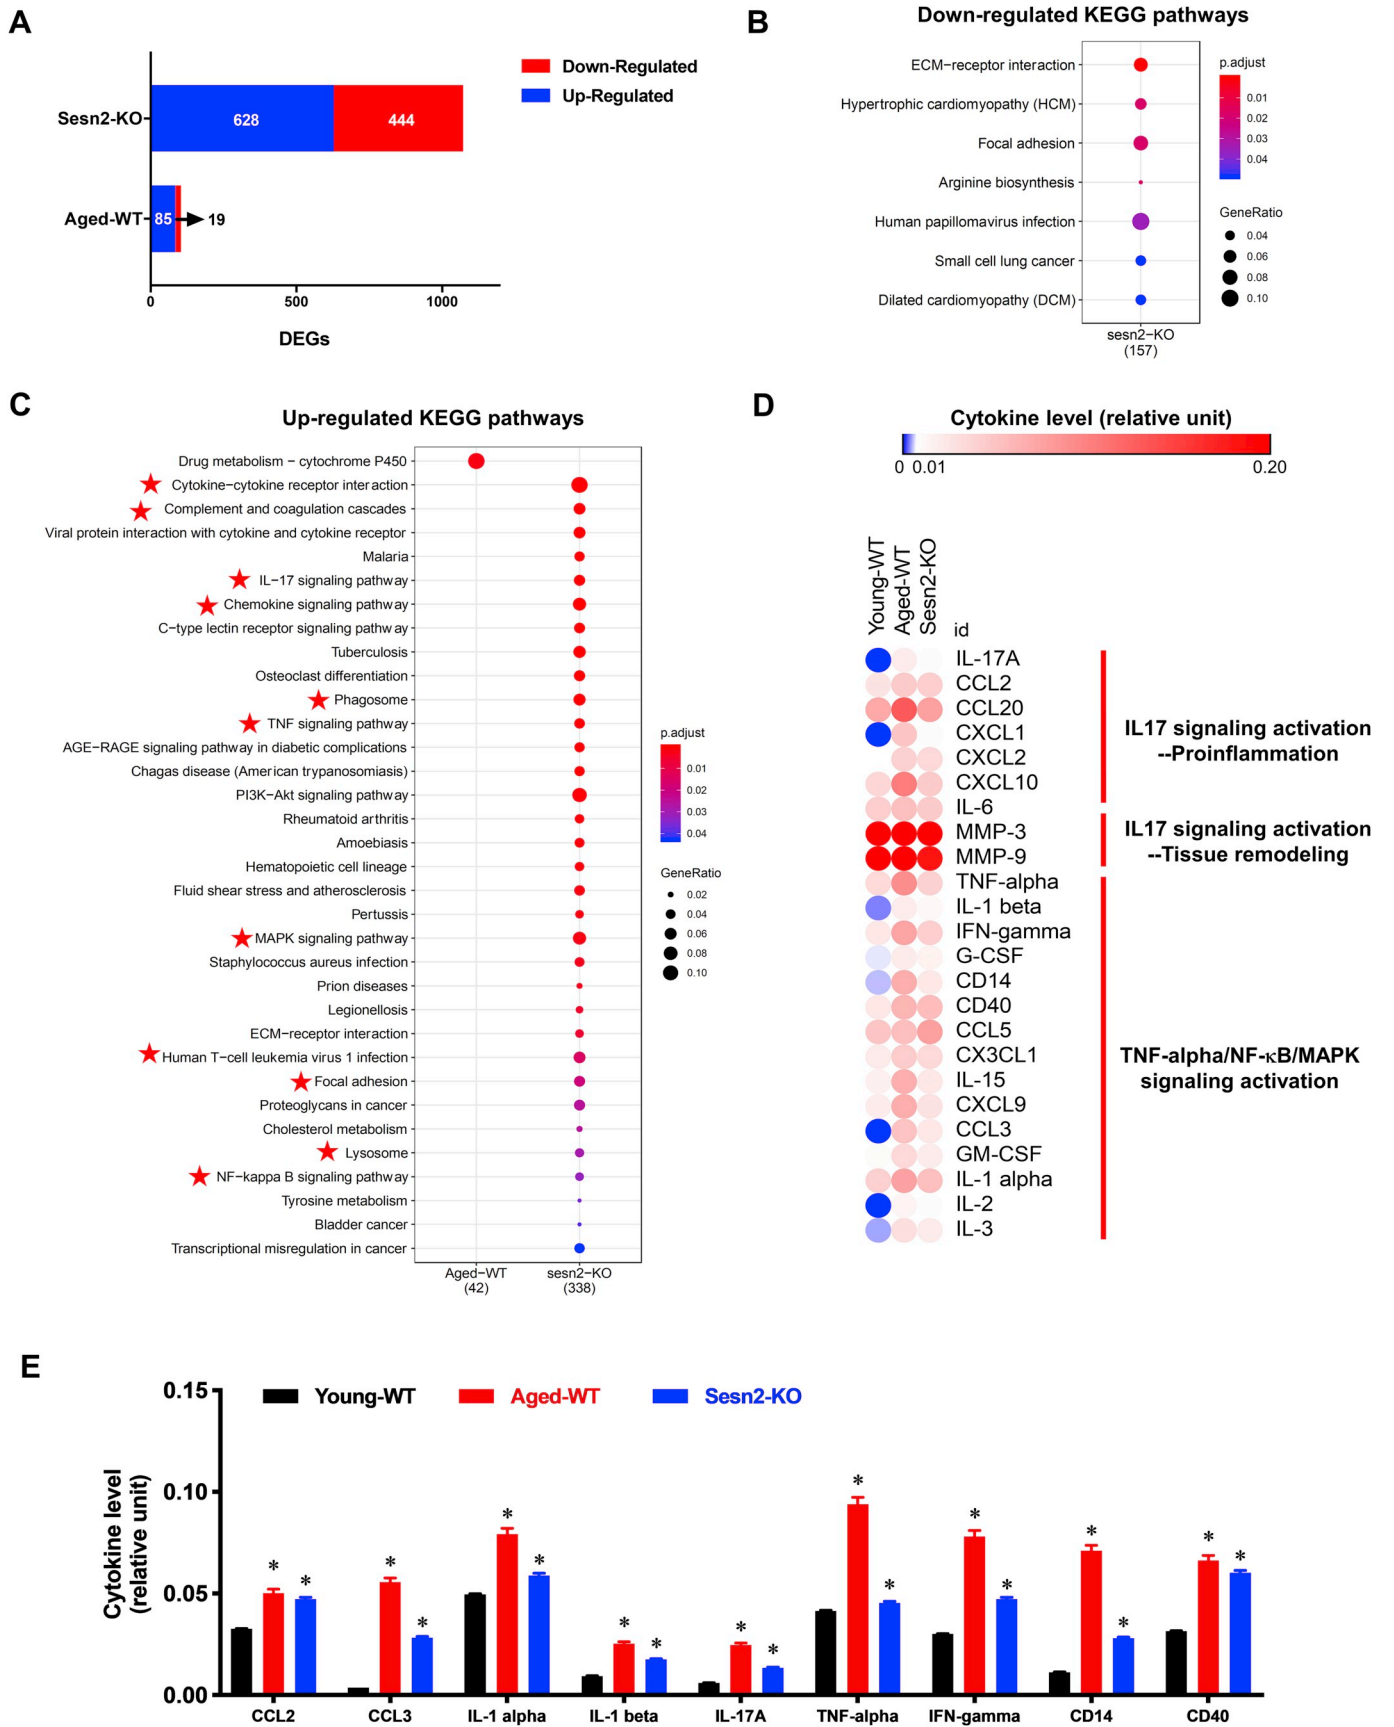 A
Down-Regulated
Up-Regulated
Sesn2-KO
628
444
Aged-WT
85
19
0
500
1000
DEGs
B
Down-regulated KEGG pathways
ECM−receptor interaction
Hypertrophic cardiomyopathy (HCM)
Focal adhesion
Arginine biosynthesis
Human papillomavirus infection
Small cell lung cancer
Dilated cardiomyopathy (DCM)
sesn2−KO
(157)
p.adjust
0.01
0.02
0.03
0.04
GeneRatio
0.04
0.06
0.08
0.10
C
Up-regulated KEGG pathways
Drug metabolism − cytochrome P450
Cytokine−cytokine receptor interaction
Complement and coagulation cascades
Viral protein interaction with cytokine and cytokine receptor
Malaria
IL−17 signaling pathway
Chemokine signaling pathway
C−type lectin receptor signaling pathway
Tuberculosis
Osteoclast differentiation
Phagosome
TNF signaling pathway
AGE−RAGE signaling pathway in diabetic complications
Chagas disease (American trypanosomiasis)
PI3K−Akt signaling pathway
Rheumatoid arthritis
Amoebiasis
Hematopoietic cell lineage
Fluid shear stress and atherosclerosis
Pertussis
MAPK signaling pathway
Staphylococcus aureus infection
Prion diseases
Legionellosis
ECM−receptor interaction
Human T−cell leukemia virus 1 infection
Focal adhesion
Proteoglycans in cancer
Cholesterol metabolism
Lysosome
NF−kappa B signaling pathway
Tyrosine metabolism
Bladder cancer
Transcriptional misregulation in cancer
Aged−WT
(42)
sesn2−KO
(338)
p.adjust
0.01
0.02
0.03
0.04
GeneRatio
0.02
0.04
0.06
0.08
0.10
D
Cytokine level (relative unit)
0 0.01
0.20
Young-WT
Aged-WT
Sesn2-KO
id
IL-17A
CCL2
CCL20
CXCL1
CXCL2
CXCL10
IL-6
MMP-3
MMP-9
TNF-alpha
IL-1 beta
IFN-gamma
G-CSF
CD14
CD40
CCL5
CX3CL1
IL-15
CXCL9
CCL3
GM-CSF
IL-1 alpha
IL-2
IL-3
IL17 signaling activation
--Proinflammation
IL17 signaling activation
--Tissue remodeling
TNF-alpha/NF-κB/MAPK
signaling activation
E
Young-WT
Aged-WT
Sesn2-KO
Cytokine level
(relative unit)
0.15
0.10
0.05
0.00
* * * * * * * * * * * * * * * * * *
CCL2
CCL3
IL-1 alpha
IL-1 beta
IL-17A
TNF-alpha
IFN-gamma
CD14
CD40